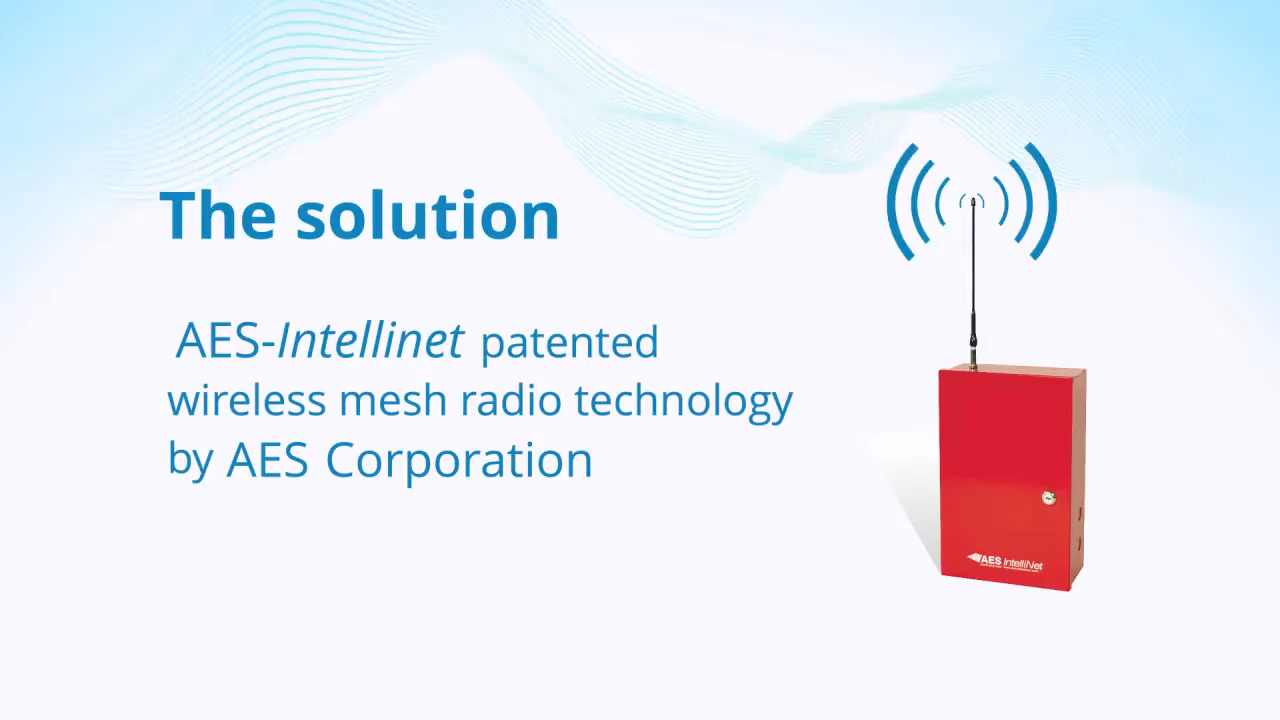 The solution
AES-Intellinet patented
wireless mesh radio technology
by AES Corporation
AES IntelliNet